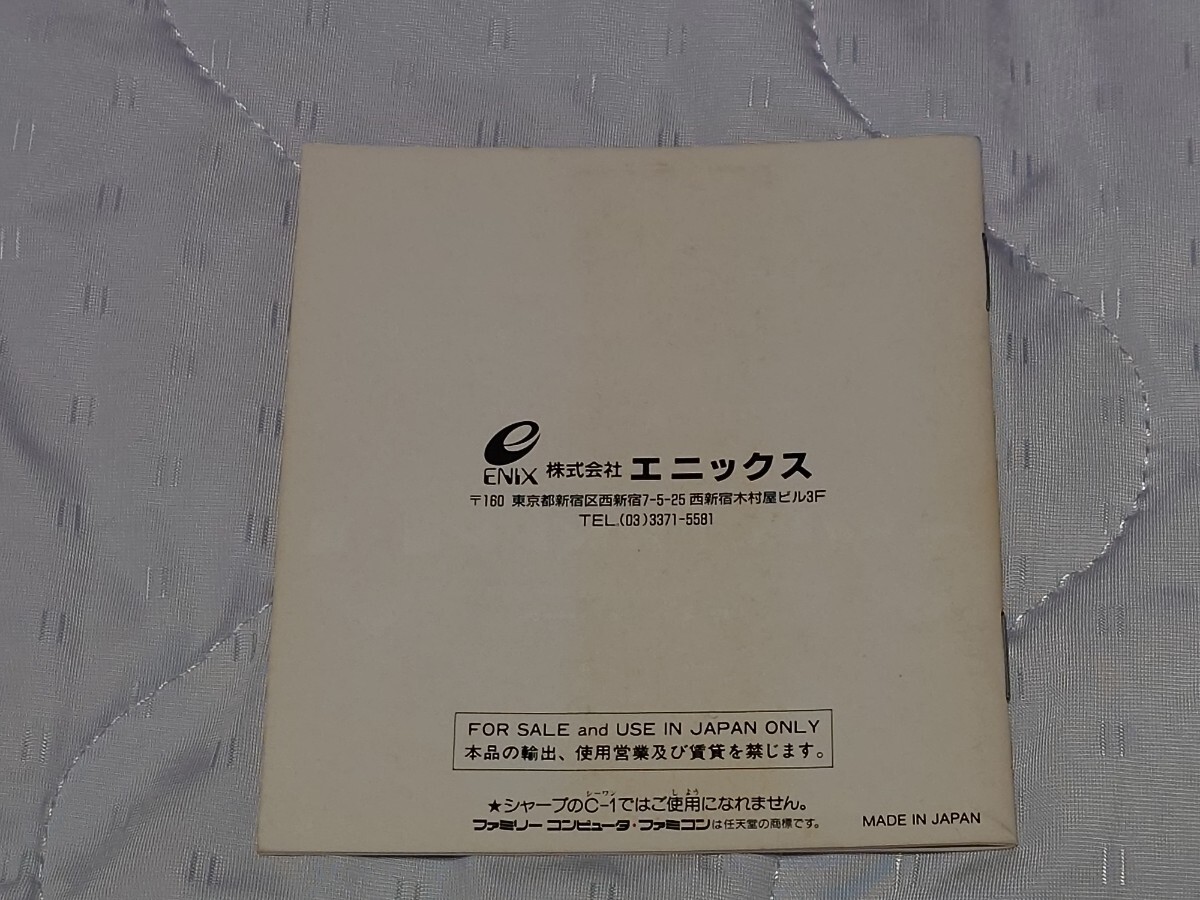 ENIX 株式会社 エニックス
〒160 東京都新宿区西新宿7-5-25 西新宿木村屋ビル3F
TEL.(03)3371-5581
FOR SALE and USE IN JAPAN ONLY
本品の輸出、使用営業及び賃貸を禁じます。
シーワン しよう
★シャープのC-1ではご使用になれません。
ファミリーコンピュータ・ファミコンは任天堂の商標です。
MADE IN JAPAN